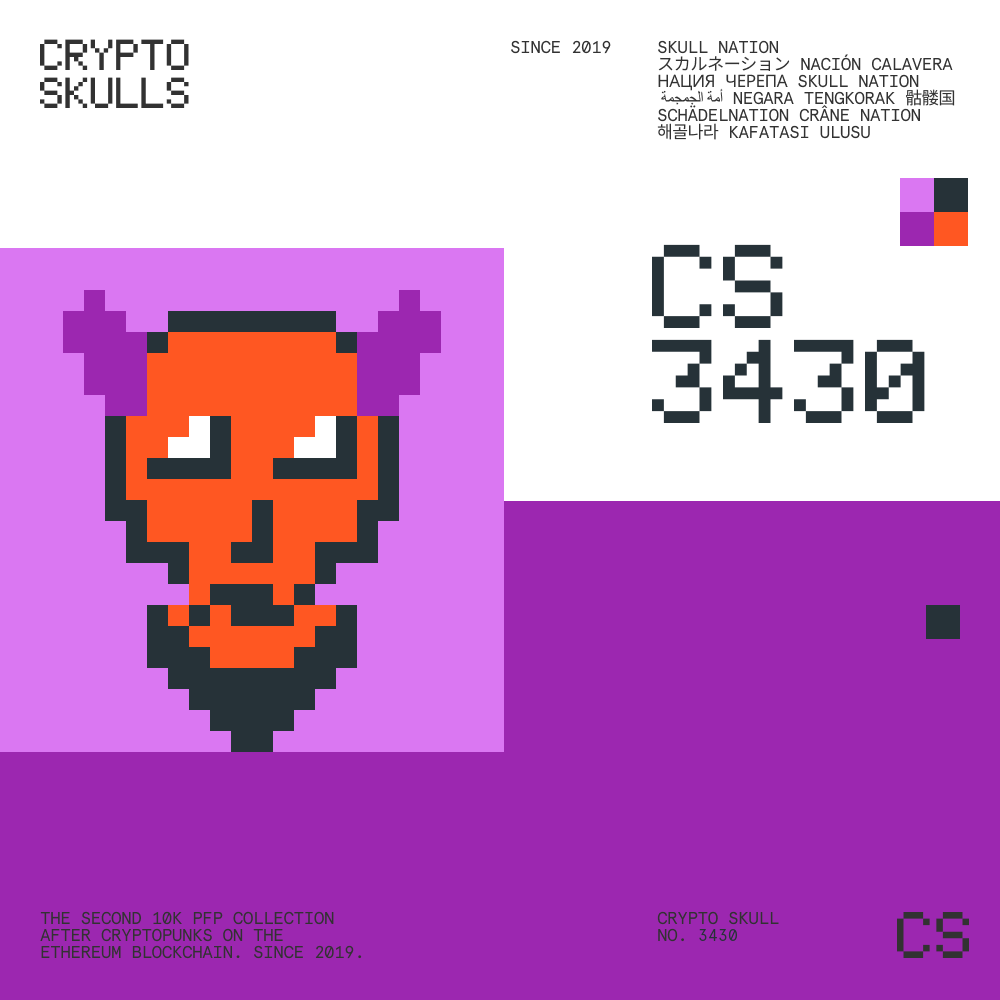 CRYPTO
SKULLS
SINCE 2019
SKULL NATION
スカルネーション NACIÓN CALAVERA
НАЦИЯ ЧЕРЕПА SKULL NATION
أمة الجمجمة NEGARA TENGKORAK 骷髅国
SCHÄDELNATION CRÂNE NATION
해골나라 KAFATASI ULUSU
CS
3430
THE SECOND 10K PFP COLLECTION
AFTER CRYPTOPUNKS ON THE
ETHEREUM BLOCKCHAIN. SINCE 2019.
CRYPTO SKULL
NO. 3430
CS